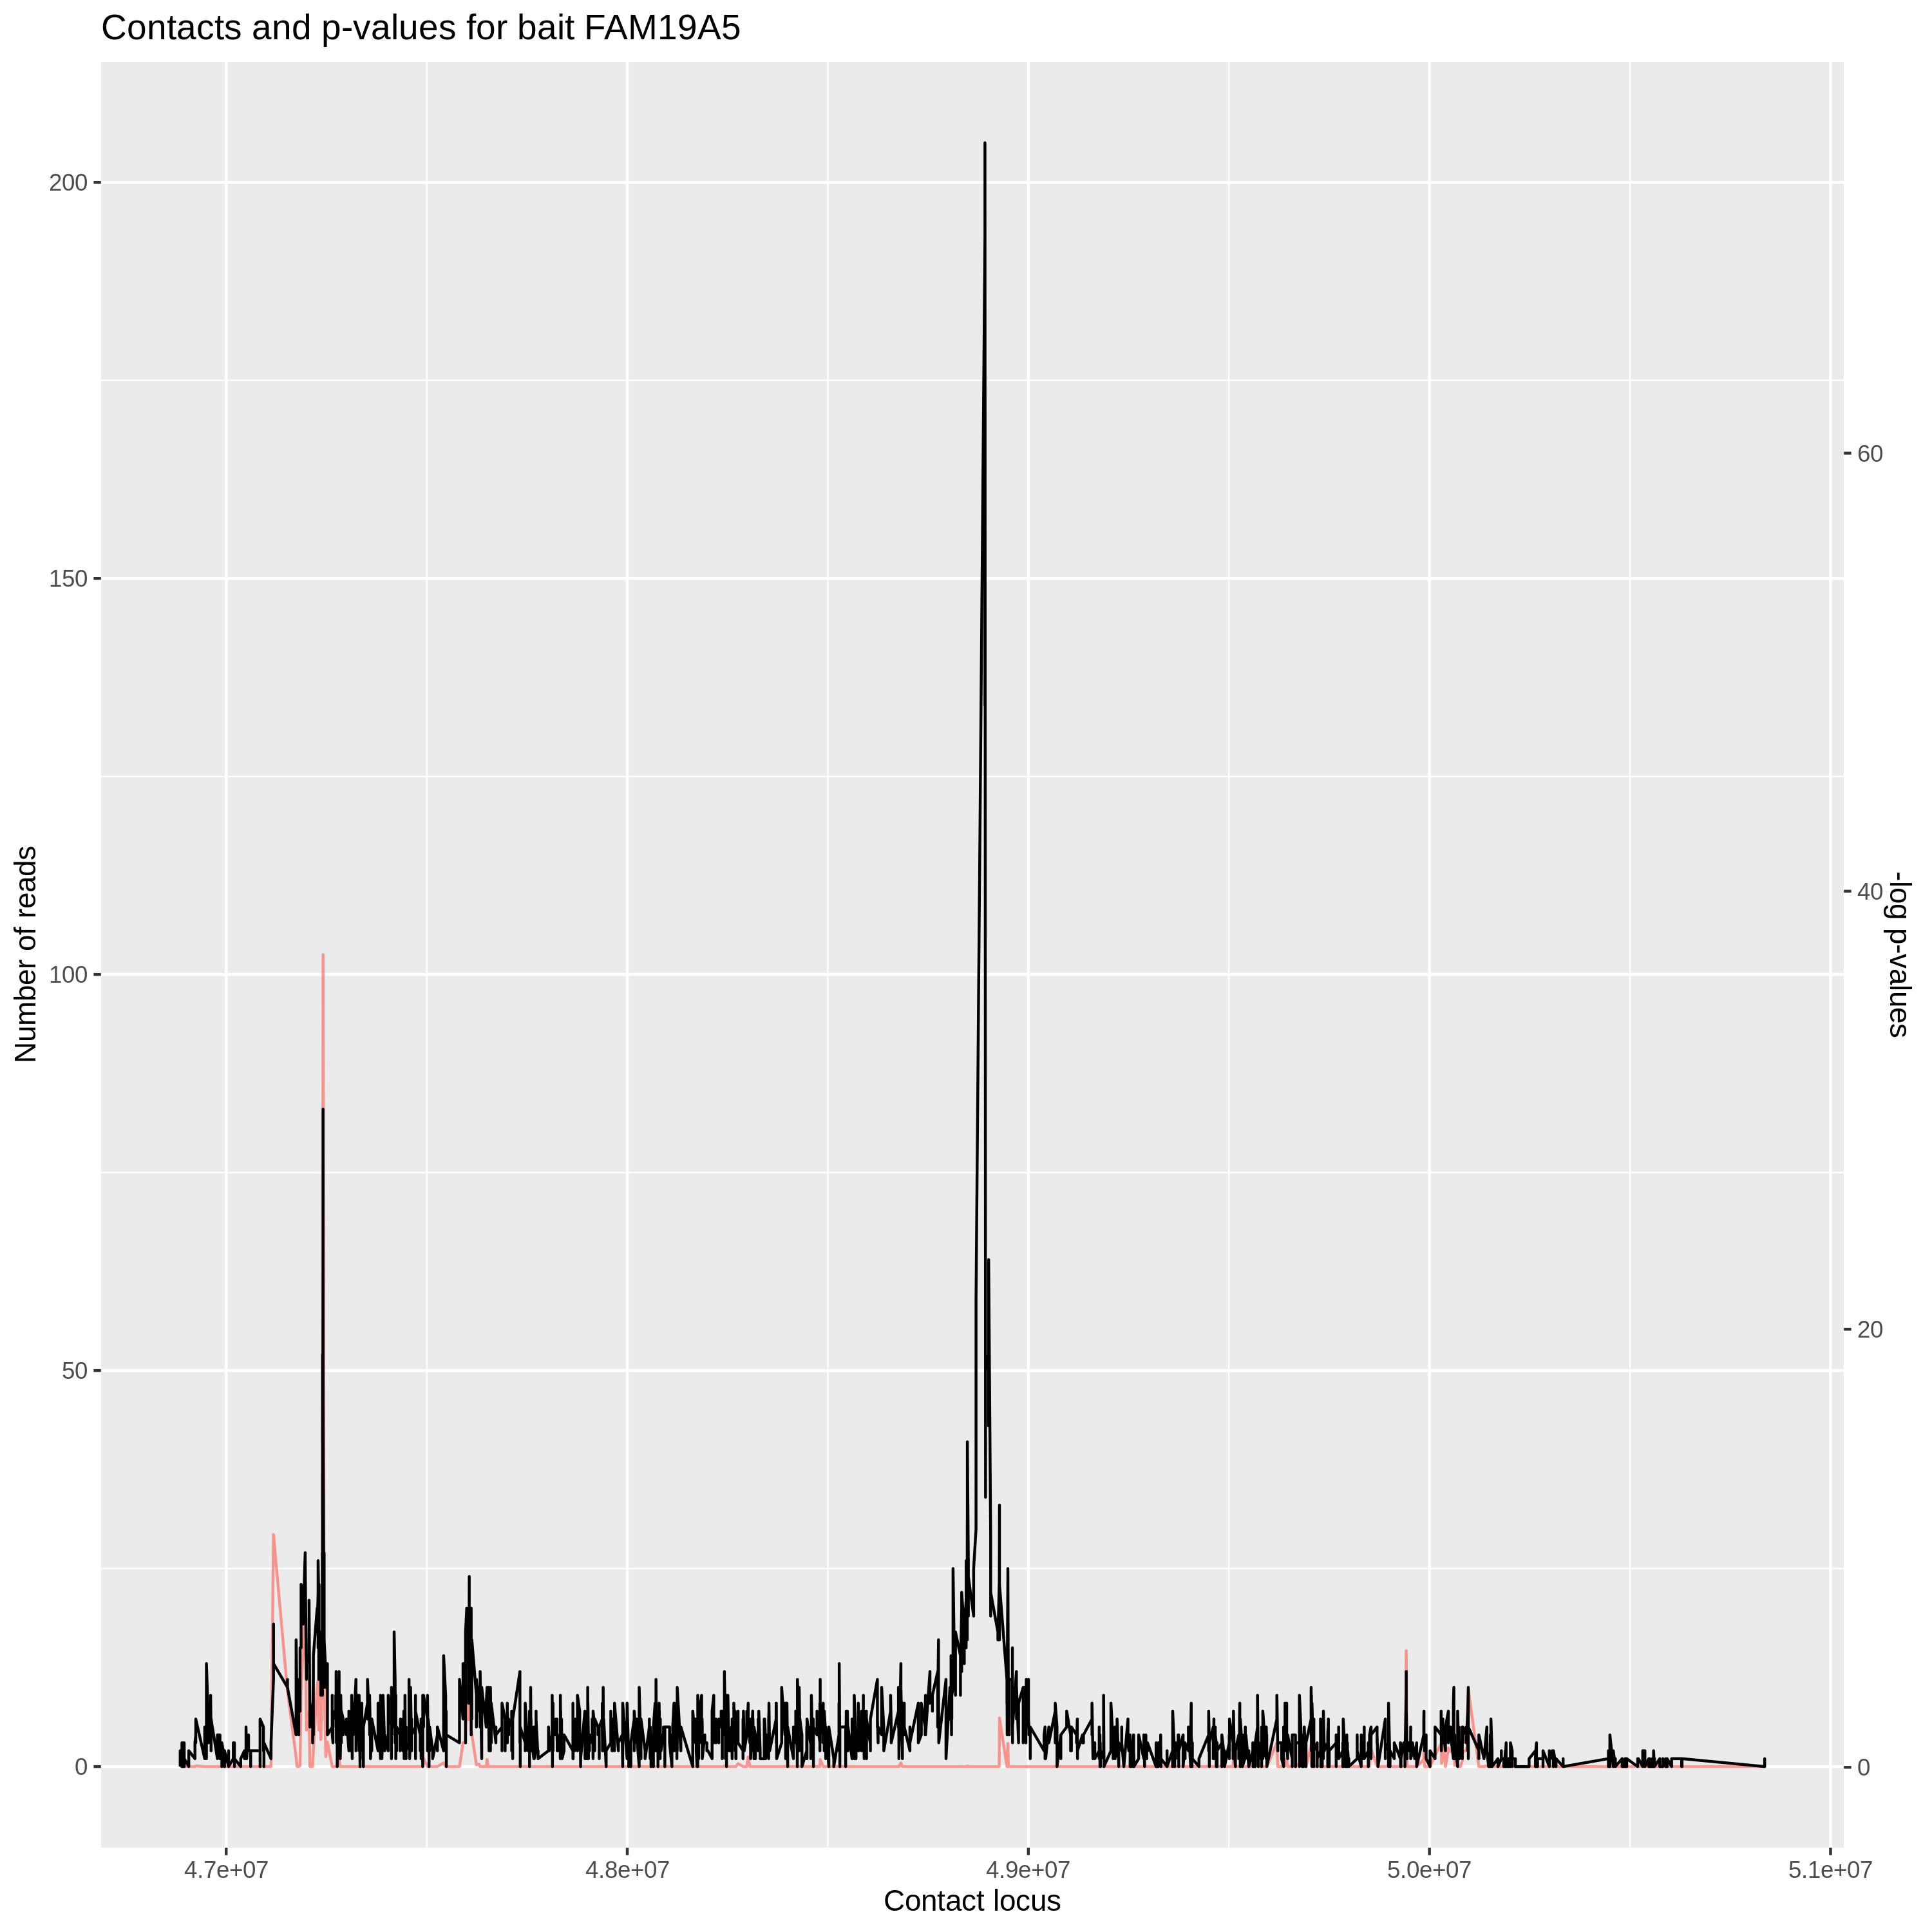 Contacts and p-values for bait FAM19A5
200
150
100
50
0
Number of reads
60
40
20
0
-log p-values
4.7e+07 4.8e+07 4.9e+07 5.0e+07 5.1e+07
Contact locus